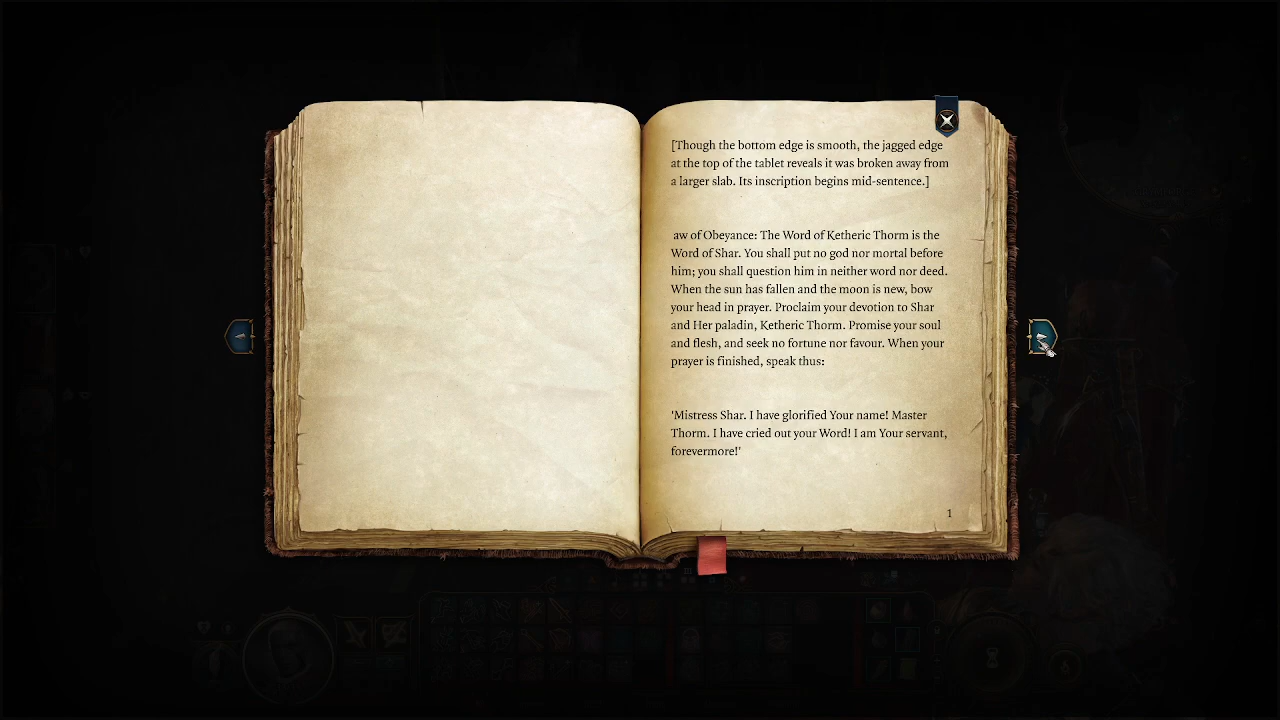 [Though the bottom edge is smooth, the jagged edge
at the top of the tablet reveals it was broken away from
a larger slab. Its inscription begins mid-sentence.]
aw of Obeyance: The Word of Ketheric Thorm is the
Word of Shar. You shall put no god nor mortal before
him; you shall question him in neither word nor deed.
When the sun has fallen and the moon is new, bow
your head in prayer. Proclaim your devotion to Shar
and Her paladin, Ketheric Thorm. Promise your soul
and flesh, and seek no fortune nor favour. When your
prayer is finished, speak thus:
'Mistress Shar. I have glorified Your name! Master
Thorm. I have cried out your Word! I am Your servant,
forevermore!'
1